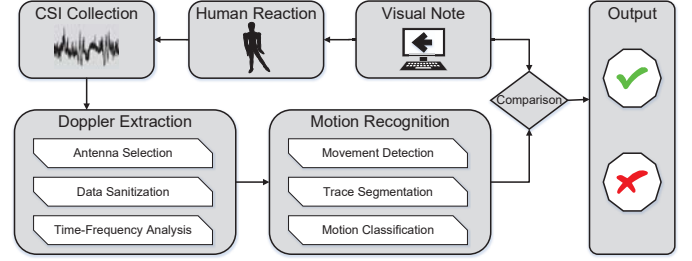 CSI Collection
Human Reaction
Visual Note
Output
Comparison
Doppler Extraction
Antenna Selection
Data Sanitization
Time-Frequency Analysis
Motion Recognition
Movement Detection
Trace Segmentation
Motion Classification